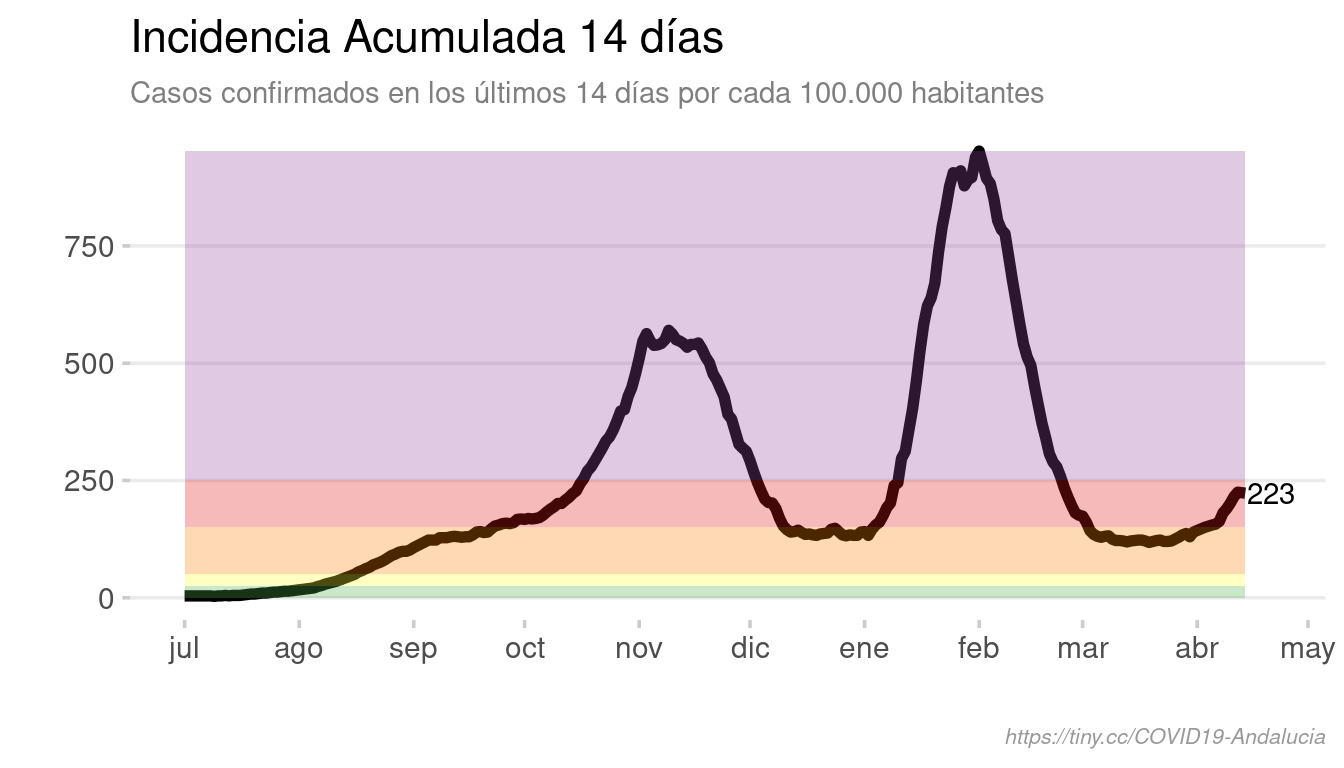 Incidencia Acumulada 14 días
Casos confirmados en los últimos 14 días por cada 100.000 habitantes
750
500
250
223
0
jul ago sep oct nov dic ene feb mar abr may
https://tiny.cc/COVID19-Andalucia